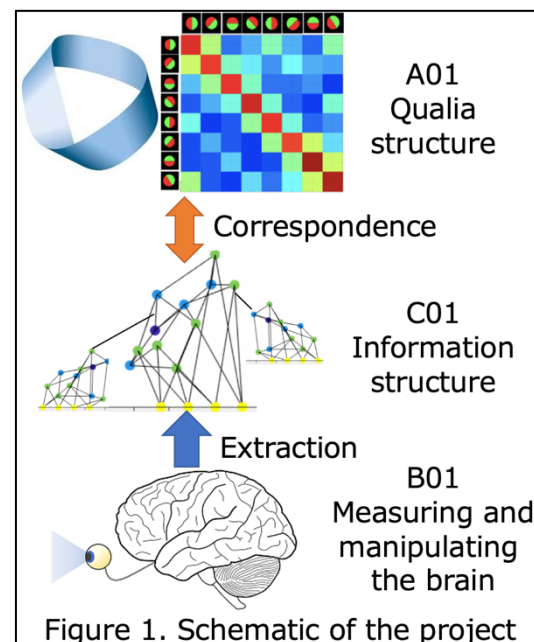 A01
Qualia
structure
Correspondence
C01
Information
structure
Extraction
B01
Measuring and
manipulating
the brain
Figure 1. Schematic of the project